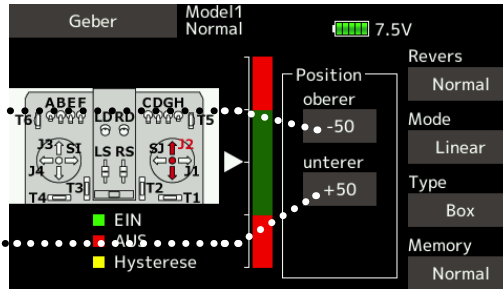 Geber
Model1
Normal
7.5V
Revers
Normal
Mode
Linear
Type
Box
Memory
Normal
Position
oberer
-50
unterer
+50
ABEF
CDGH
T6
LD RD
T5
J3
SI
LS RS
SJ
J2
J4
J1
T3
T2
T4
T1
EIN
AUS
Hysterese